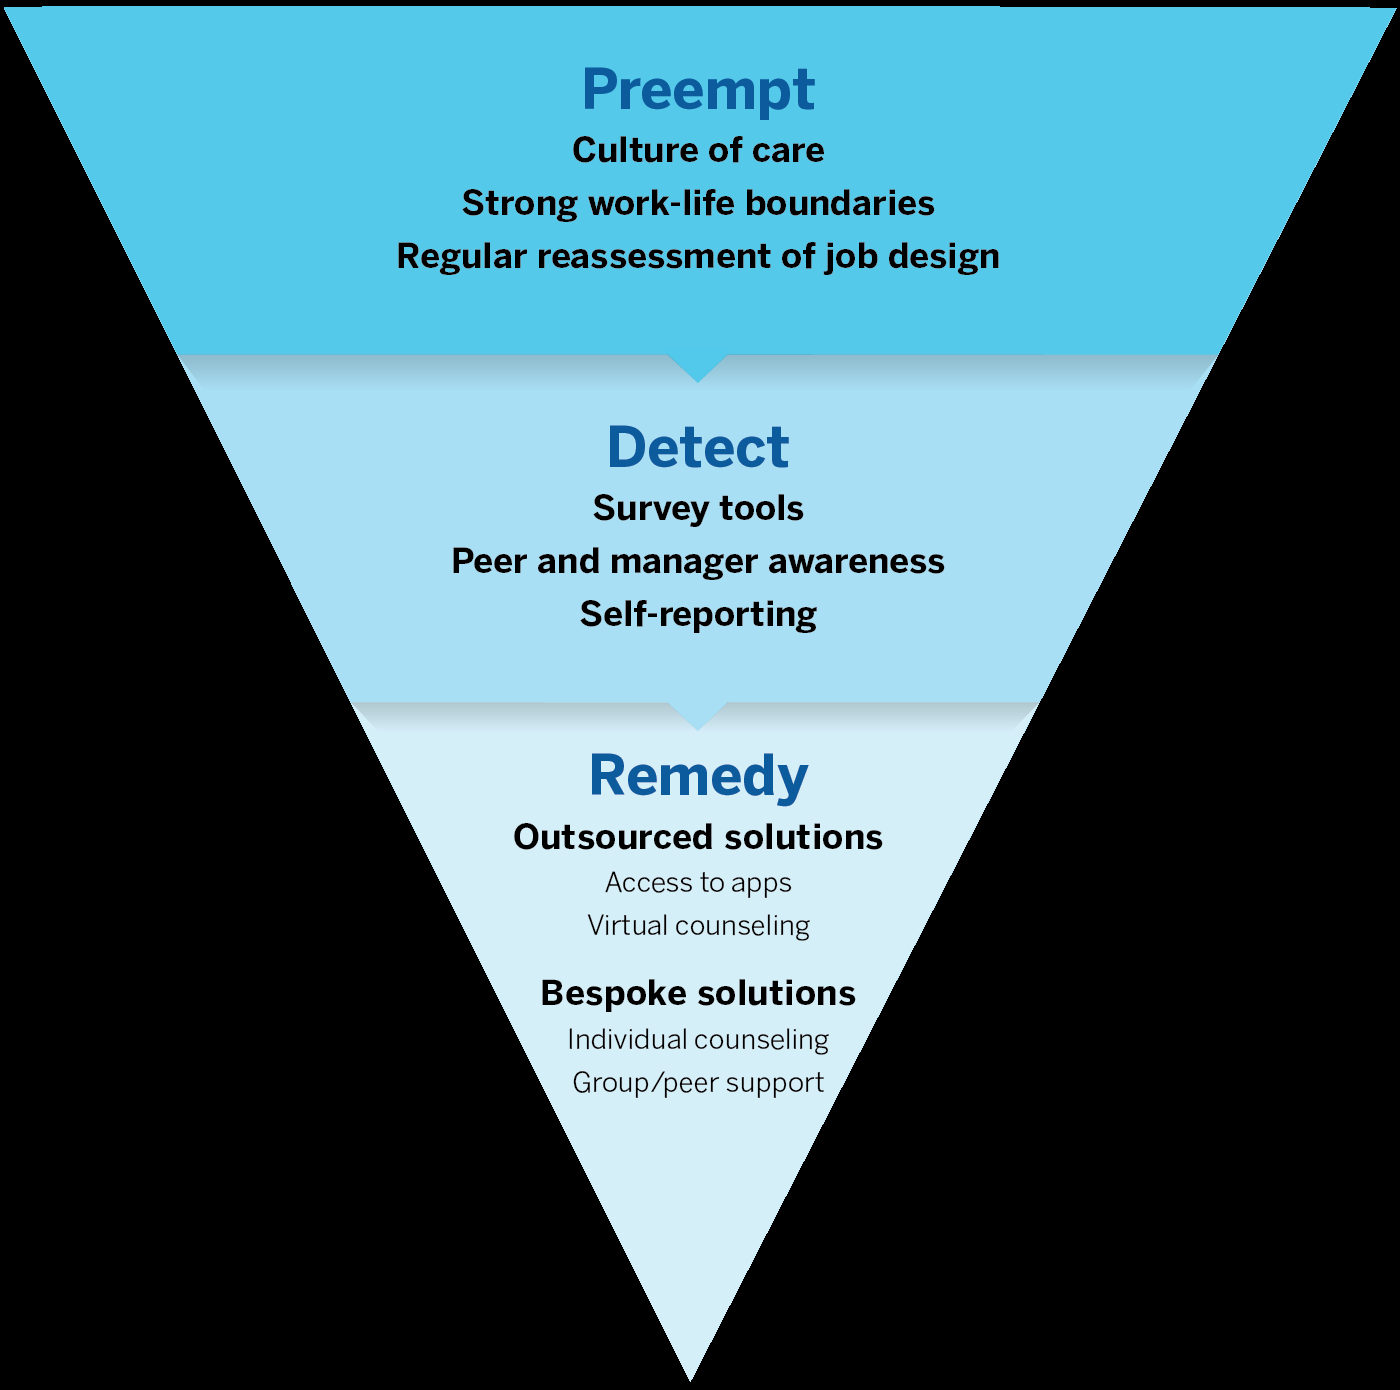 Preempt
Culture of care
Strong work-life boundaries
Regular reassessment of job design
Detect
Survey tools
Peer and manager awareness
Self-reporting
Remedy
Outsourced solutions
Access to apps
Virtual counseling
Bespoke solutions
Individual counseling
Group/peer support